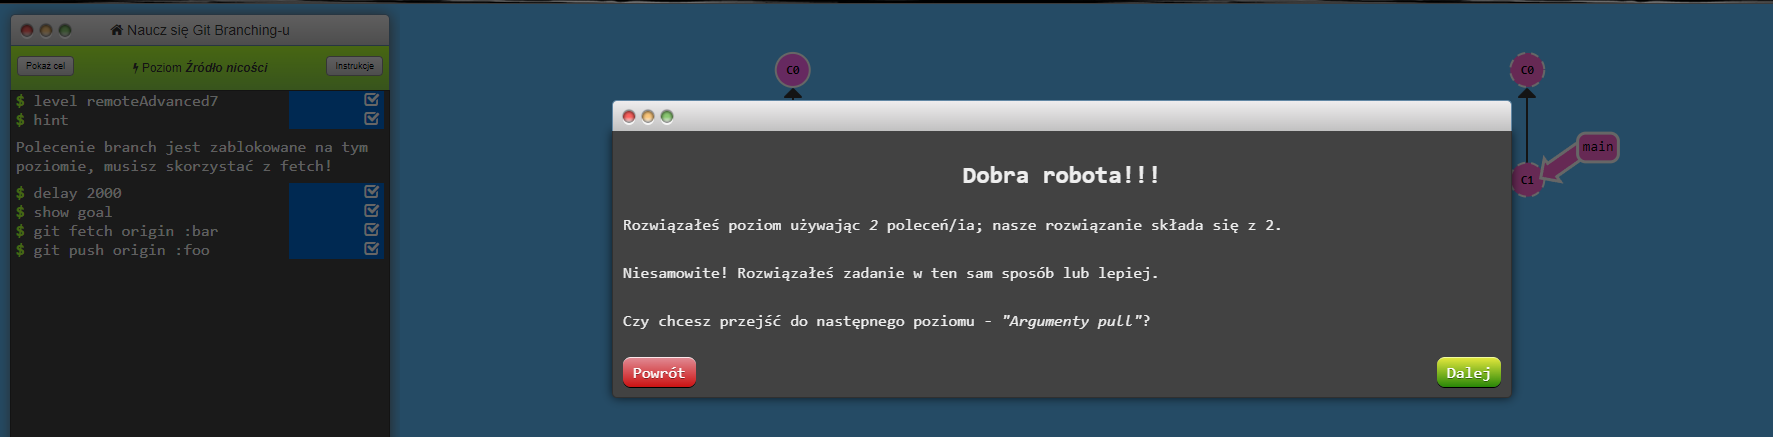 Naucz się Git Branching-u
Pokaż cel
Poziom Źródło nicości
Instrukcje
$ level remoteAdvanced7
$ hint
Polecenie branch jest zablokowane na tym
poziomie, musisz skorzystać z fetch!
$ delay 2000
$ show goal
$ git fetch origin :bar
$ git push origin :foo
C0
Dobra robota!!!
Rozwiązałeś poziom używając 2 poleceń/ia; nasze rozwiązanie składa się z 2.
Niesamowite! Rozwiązałeś zadanie w ten sam sposób lub lepiej.
Czy chcesz przejść do następnego poziomu - "Argumenty pull"?
Powrót
Dalej
C0
main
C1